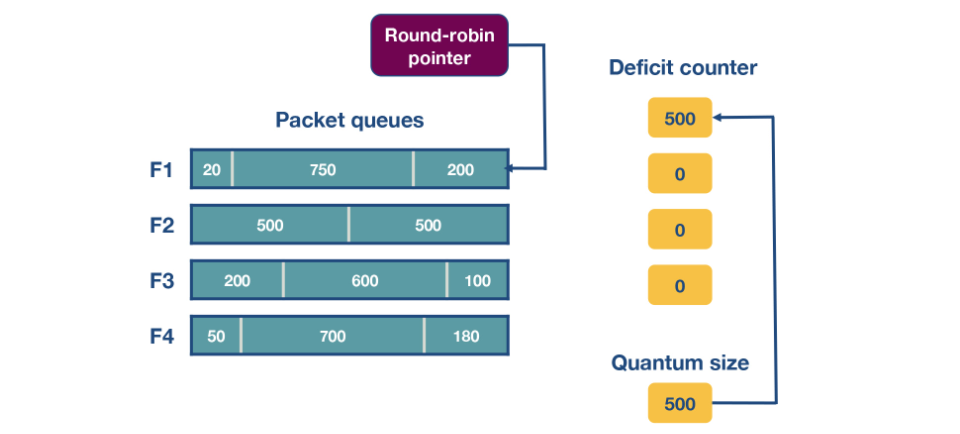 Round-robin
pointer
Deficit counter
Packet queues
500
F1 20 750 200
0
F2 500 500
0
F3 200 600 100
0
F4 50 700 180
Quantum size
500